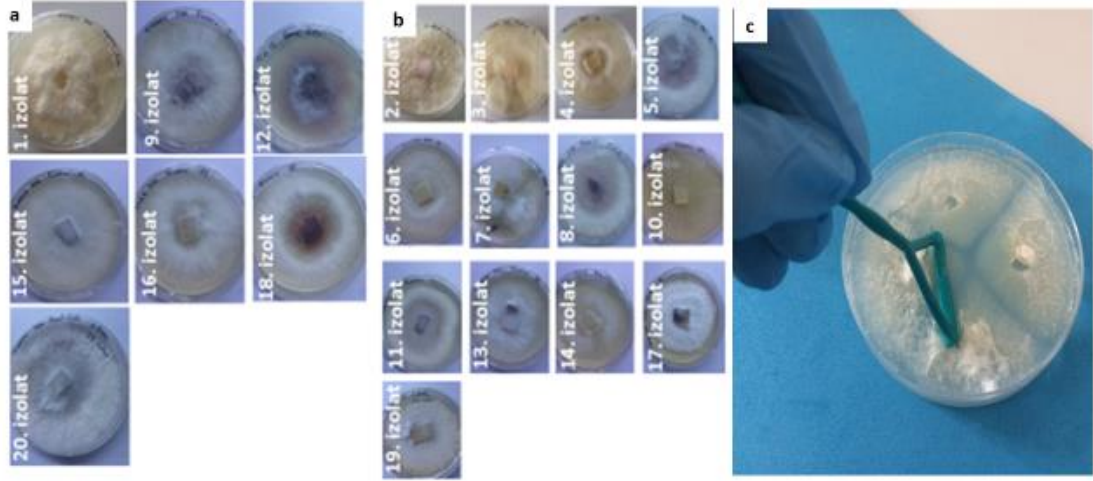 a
1. izolat
9. izolat
12. izolat
15. izolat
16. izolat
18. izolat
20. izolat
b
2. izolat
3. izolat
4. izolat
5. izolat
6. izolat
7. izolat
8. izolat
10. izolat
11. izolat
13. izolat
14. izolat
17. izolat
19. izolat
c